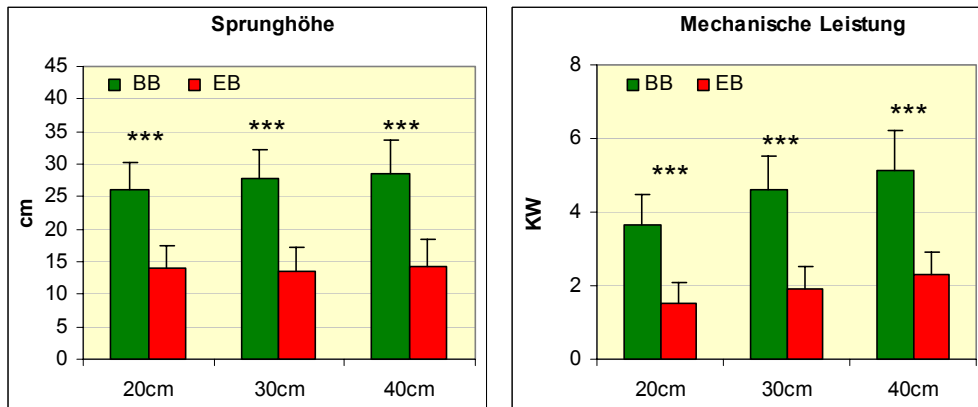 Sprunghöhe
45
40
35
30
25
20
15
10
5
0
cm
BB EB
*** *** ***
20cm 30cm 40cm
Mechanische Leistung
8
6
4
2
0
KW
BB EB
*** *** ***
20cm 30cm 40cm